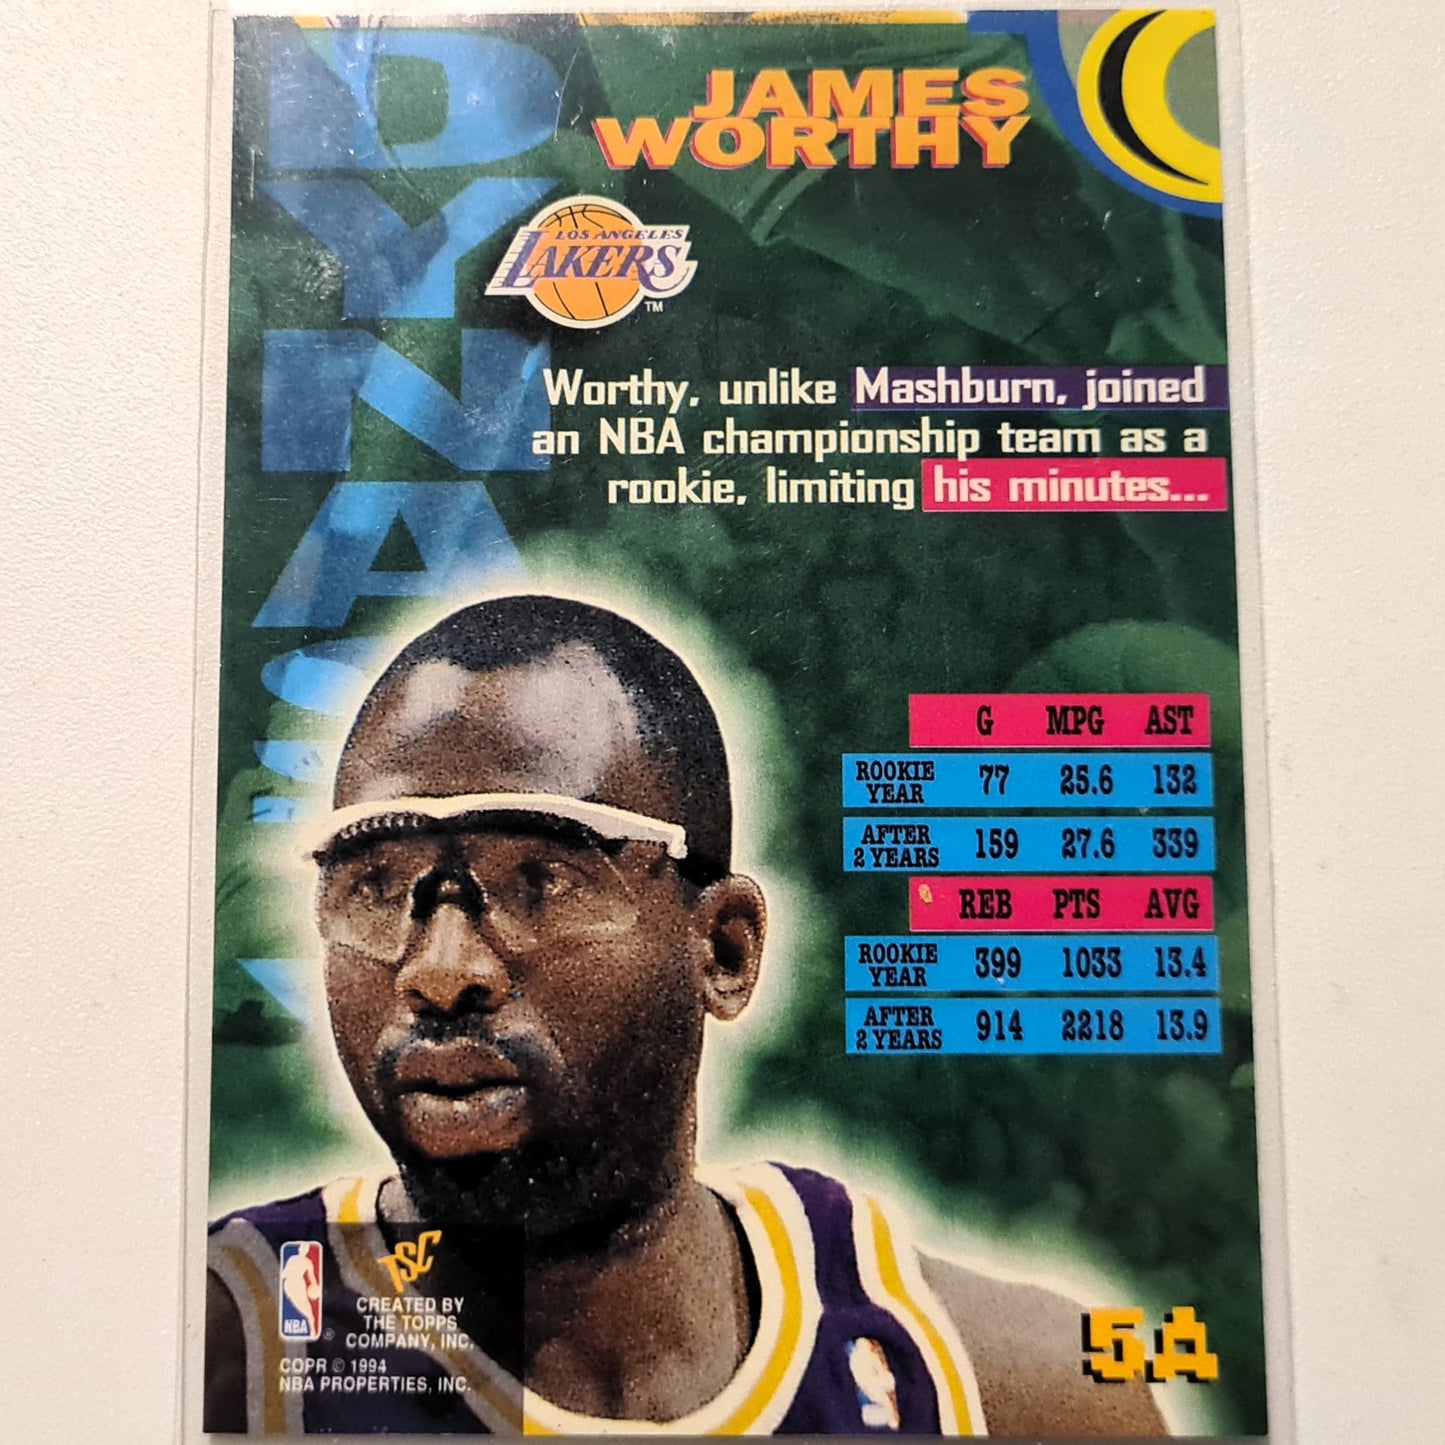 JAMES
WORTHY
LOS ANGELES
LAKERS
TM
Worthy, unlike Mashburn, joined
an NBA championship team as a
rookie, limiting his minutes...
G MPG AST
ROOKIE YEAR 77 25.6 132
AFTER 2 YEARS 159 27.6 339
REB PTS AVG
ROOKIE YEAR 399 1033 13.4
AFTER 2 YEARS 914 2218 13.9
NBA ®
TSC
CREATED BY
THE TOPPS
COMPANY, INC.
COPR © 1994
NBA PROPERTIES, INC.
5A